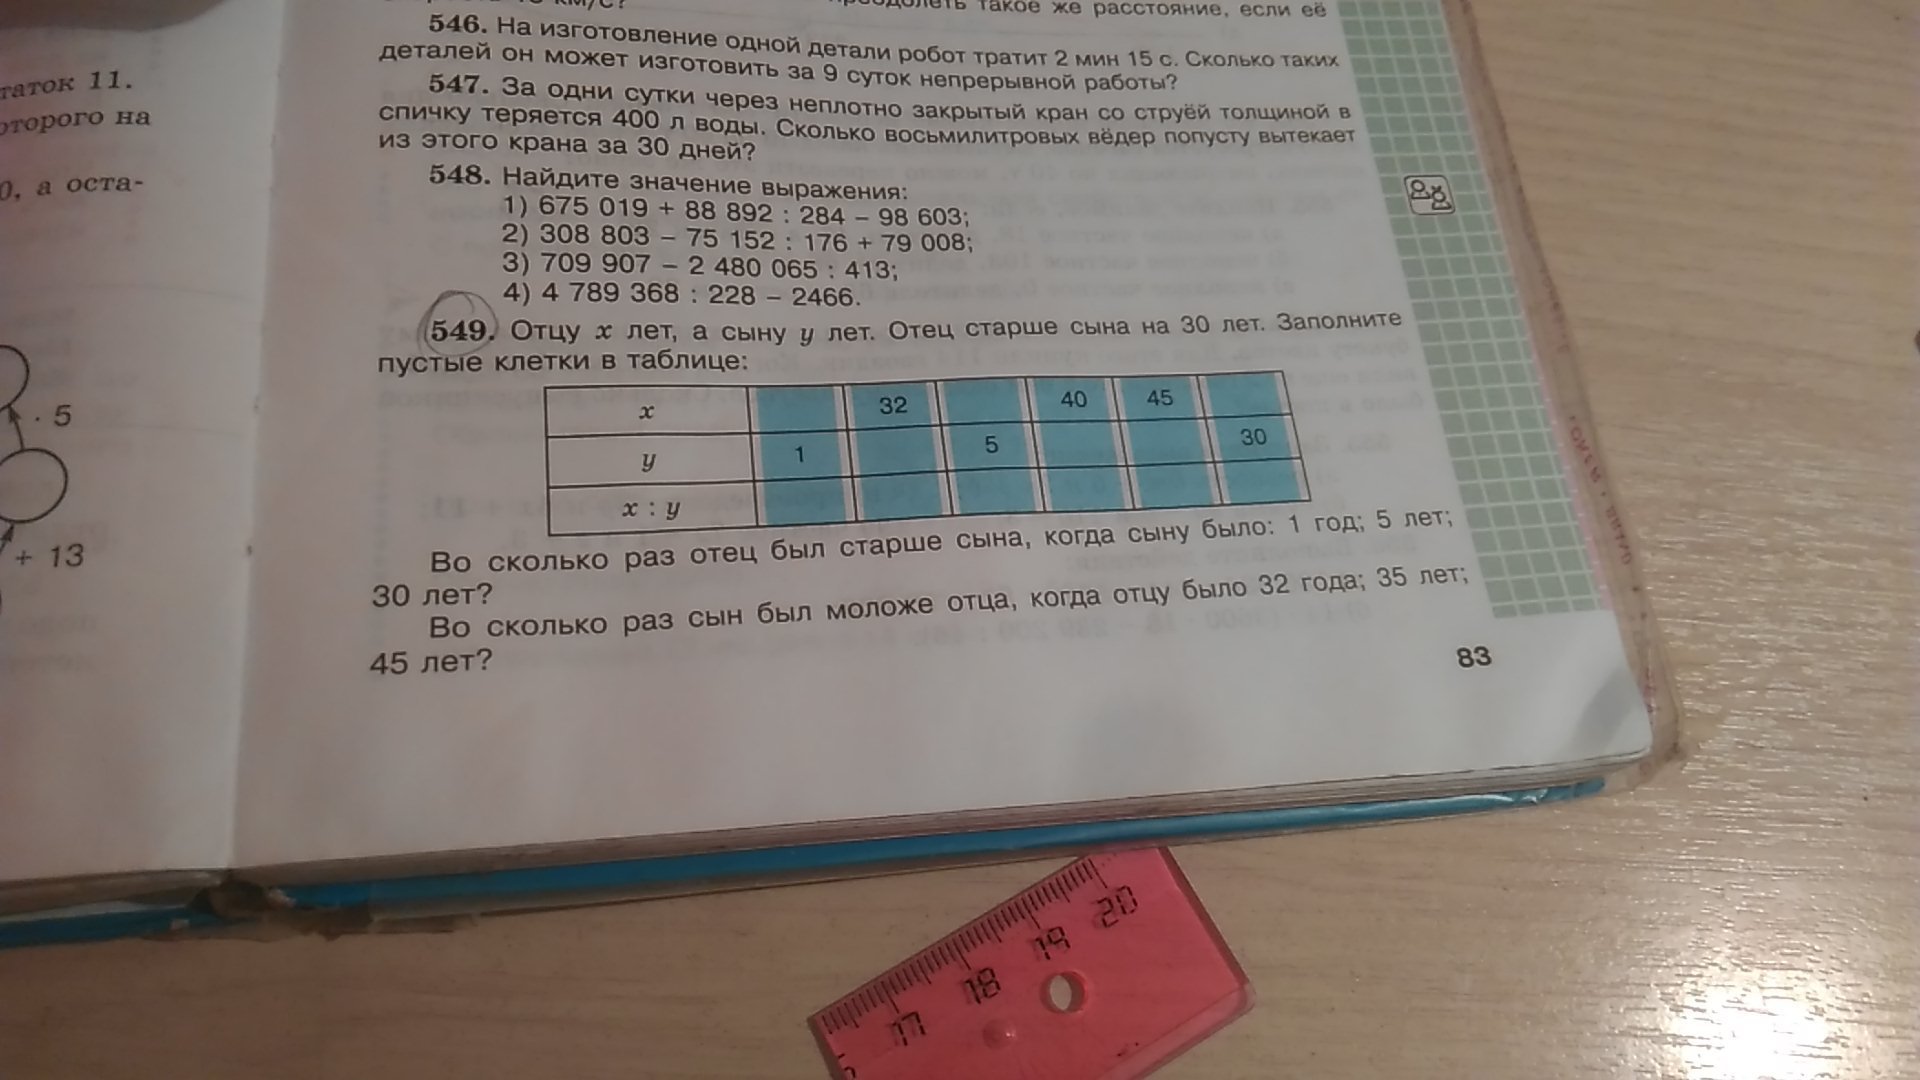 таток 11.
оторого на
0, а оста-
· 5
+ 13
такое же расстояние, если её
546. На изготовление одной детали робот тратит 2 мин 15 с. Сколько таких
деталей он может изготовить за 9 суток непрерывной работы?
547. За одни сутки через неплотно закрытый кран со струёй толщиной в
спичку теряется 400 л воды. Сколько восьмилитровых вёдер попусту вытекает
из этого крана за 30 дней?
548. Найдите значение выражения:
1) 675 019 + 88 892 : 284 – 98 603;
2) 308 803 – 75 152 : 176 + 79 008;
3) 709 907 – 2 480 065 : 413;
4) 4 789 368 : 228 – 2466.
549. Отцу x лет, а сыну y лет. Отец старше сына на 30 лет. Заполните
пустые клетки в таблице:
x 32 40 45
y 1 5 30
x : y
Во сколько раз отец был старше сына, когда сыну было: 1 год; 5 лет;
30 лет?
Во сколько раз сын был моложе отца, когда отцу было 32 года; 35 лет;
45 лет?
83
17 18 19 20